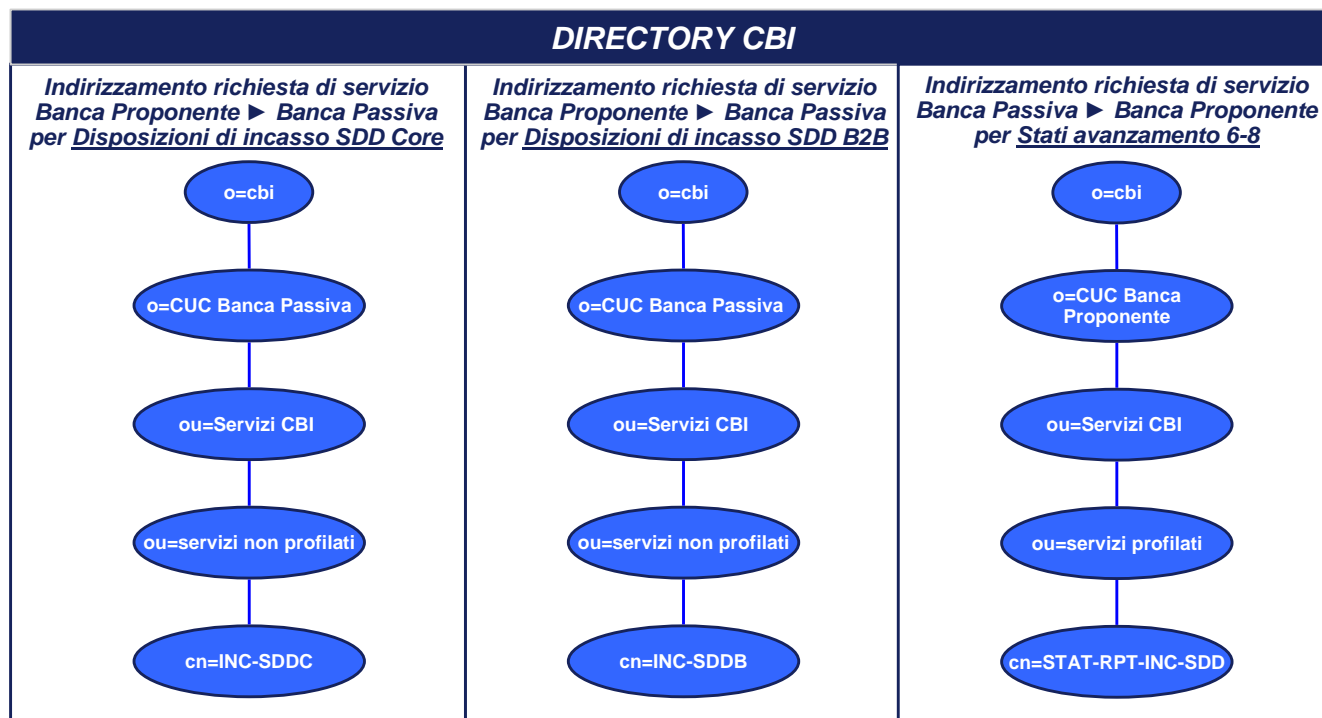 DIRECTORY CBI
Indirizzamento richiesta di servizio
Banca Proponente ► Banca Passiva
per Disposizioni di incasso SDD Core
o=cbi
o=CUC Banca Passiva
ou=Servizi CBI
ou=servizi non profilati
cn=INC-SDDC
Indirizzamento richiesta di servizio
Banca Proponente ► Banca Passiva
per Disposizioni di incasso SDD B2B
o=cbi
o=CUC Banca Passiva
ou=Servizi CBI
ou=servizi non profilati
cn=INC-SDDB
Indirizzamento richiesta di servizio
Banca Passiva ► Banca Proponente
per Stati avanzamento 6-8
o=cbi
o=CUC Banca
Proponente
ou=Servizi CBI
ou=servizi profilati
cn=STAT-RPT-INC-SDD